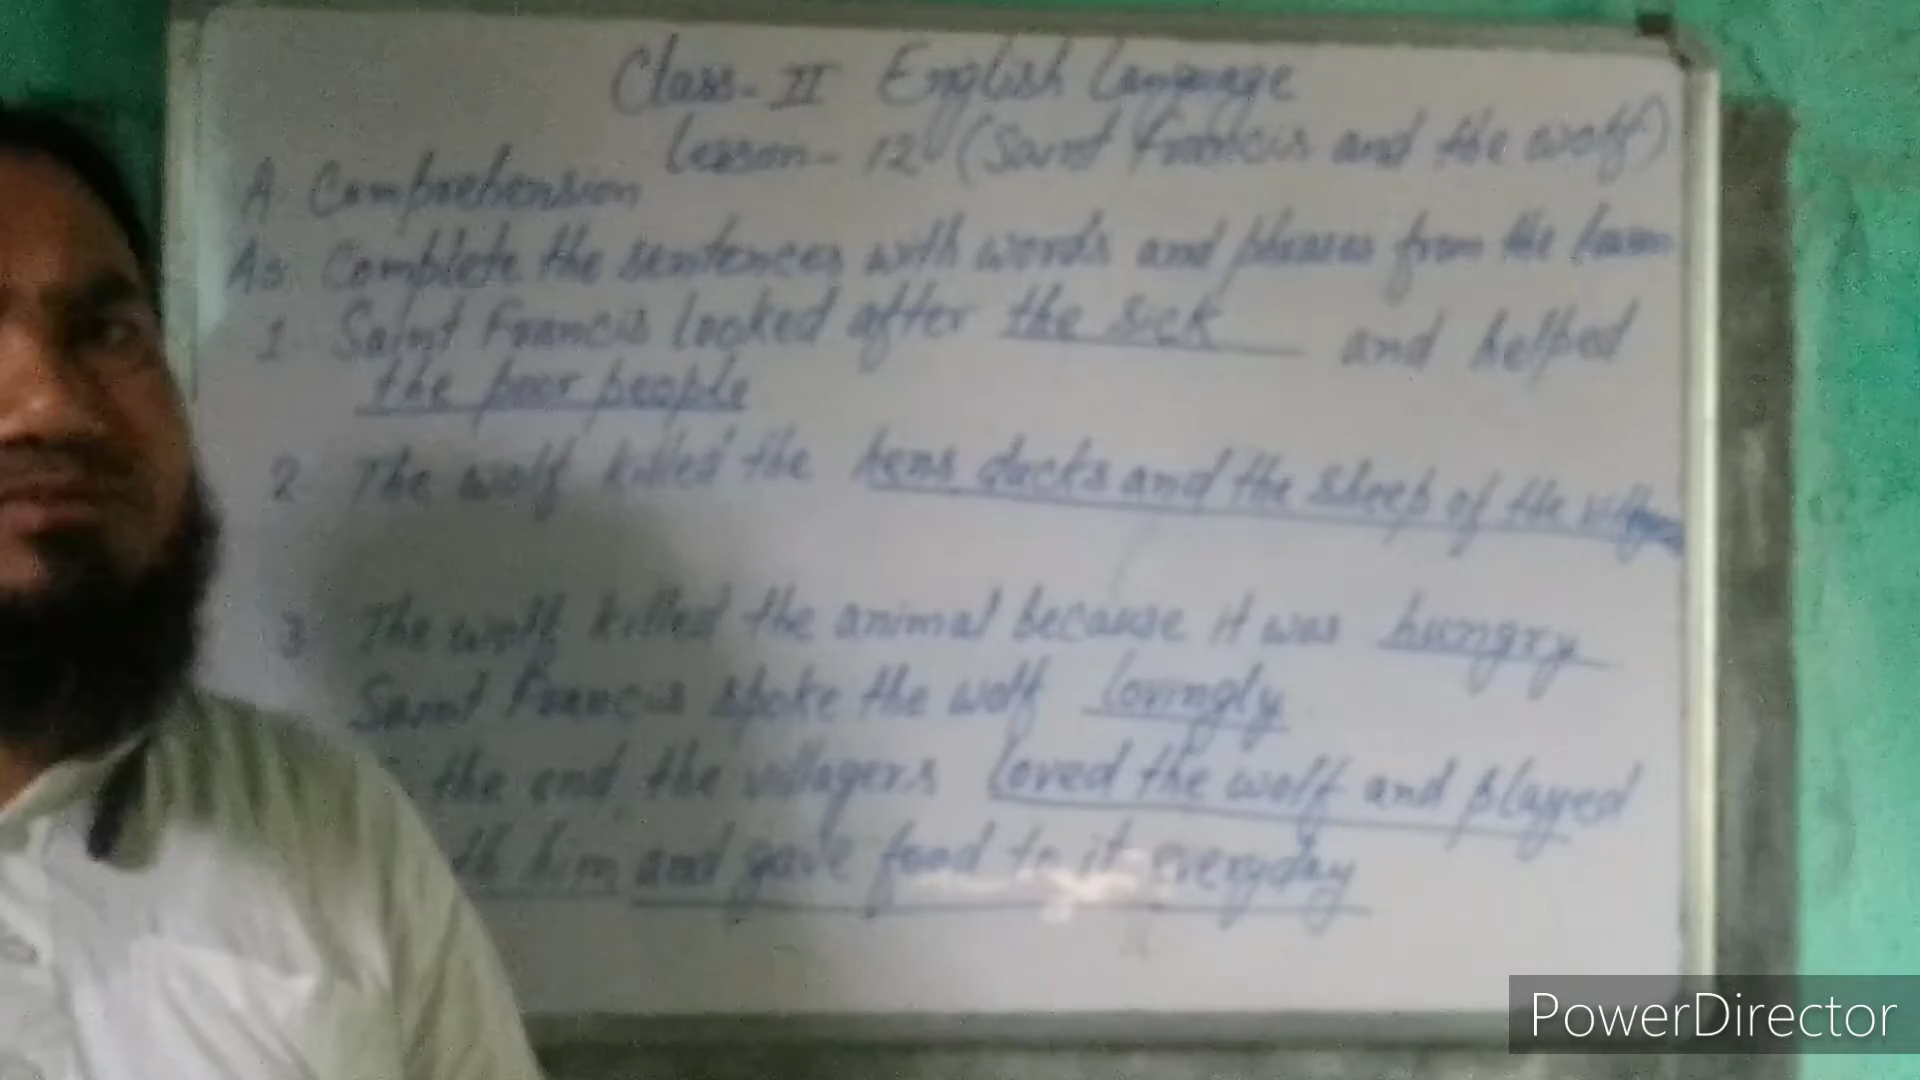 Class-II English Language
Lesson-12 (Saint Francis and the wolf)
A. Comprehension
A3. Complete the sentences with words and phrases from the lesson
1. Saint Francis looked after the sick and helped
the poor people
2 The wolf killed the hens ducks and the sheep of the
3 The wolf killed the animal because it was hungry
Saint Francis spoke the wolf lovingly
the end, the villagers loved the wolf and played
him and gave food to it everyday
PowerDirector